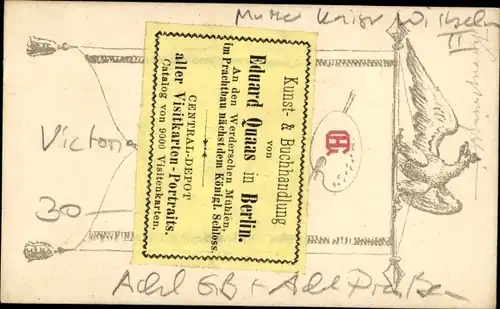 Mutter Kaiser Wilhelm
II
Kunst- & Buchhandlung
von
Eduard Quaas in Berlin.
An den Werderschen Mühlen,
im Prachtbau nächst dem Königl. Schloss.
CENTRAL-DEPOT
aller Visitkarten-Portraits.
Catalog von 9000 Visitenkarten.
Victoria
30-
Adel GB + Adel Preußen